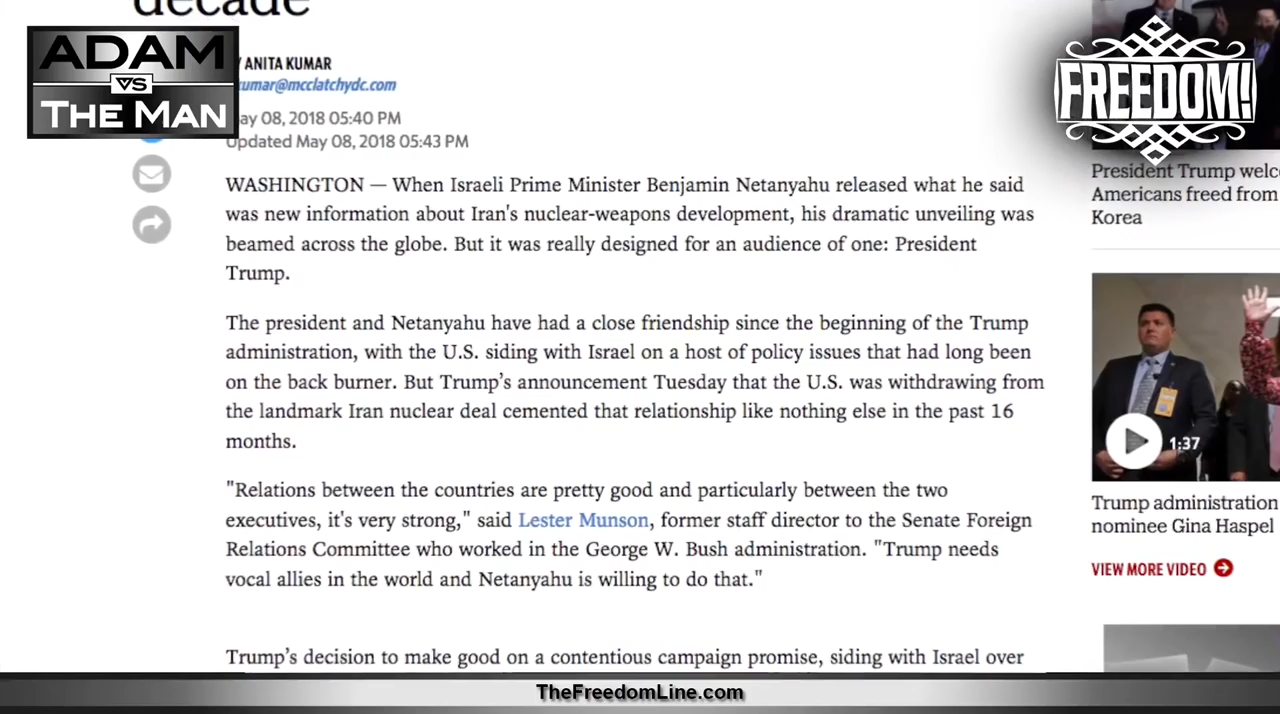 decade
ADAM
VS
THE MAN
FREEDOM!
ANITA KUMAR
kumar@mcclatchydc.com
May 08, 2018 05:40 PM
Updated May 08, 2018 05:43 PM
WASHINGTON — When Israeli Prime Minister Benjamin Netanyahu released what he said
was new information about Iran's nuclear-weapons development, his dramatic unveiling was
beamed across the globe. But it was really designed for an audience of one: President
Trump.
The president and Netanyahu have had a close friendship since the beginning of the Trump
administration, with the U.S. siding with Israel on a host of policy issues that had long been
on the back burner. But Trump’s announcement Tuesday that the U.S. was withdrawing from
the landmark Iran nuclear deal cemented that relationship like nothing else in the past 16
months.
"Relations between the countries are pretty good and particularly between the two
executives, it's very strong," said Lester Munson, former staff director to the Senate Foreign
Relations Committee who worked in the George W. Bush administration. "Trump needs
vocal allies in the world and Netanyahu is willing to do that."
Trump’s decision to make good on a contentious campaign promise, siding with Israel over
President Trump welc
Americans freed from
Korea
1:37
Trump administration
nominee Gina Haspel
VIEW MORE VIDEO
TheFreedomLine.com